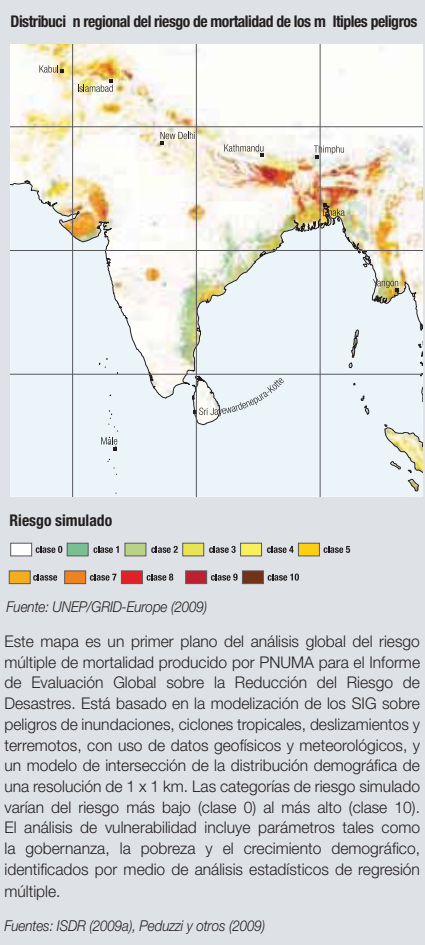 Distribuci n regional del riesgo de mortalidad de los m ltiples peligros
Kabul
Islamabad
New Delhi
Kathmandu
Thimphu
Dhaka
Yangon
Sri Jayewardenepura-Kotte
Male
Riesgo simulado
clase 0 clase 1 clase 2 clase 3 clase 4 clase 5
classe clase 7 clase 8 clase 9 clase 10
Fuente: UNEP/GRID-Europe (2009)
Este mapa es un primer plano del análisis global del riesgo
múltiple de mortalidad producido por PNUMA para el Informe
de Evaluación Global sobre la Reducción del Riesgo de
Desastres. Está basado en la modelización de los SIG sobre
peligros de inundaciones, ciclones tropicales, deslizamientos y
terremotos, con uso de datos geofísicos y meteorológicos, y
un modelo de intersección de la distribución demográfica de
una resolución de 1 x 1 km. Las categorías de riesgo simulado
varían del riesgo más bajo (clase 0) al más alto (clase 10).
El análisis de vulnerabilidad incluye parámetros tales como
la gobernanza, la pobreza y el crecimiento demográfico,
identificados por medio de análisis estadísticos de regresión
múltiple.
Fuentes: ISDR (2009a), Peduzzi y otros (2009)